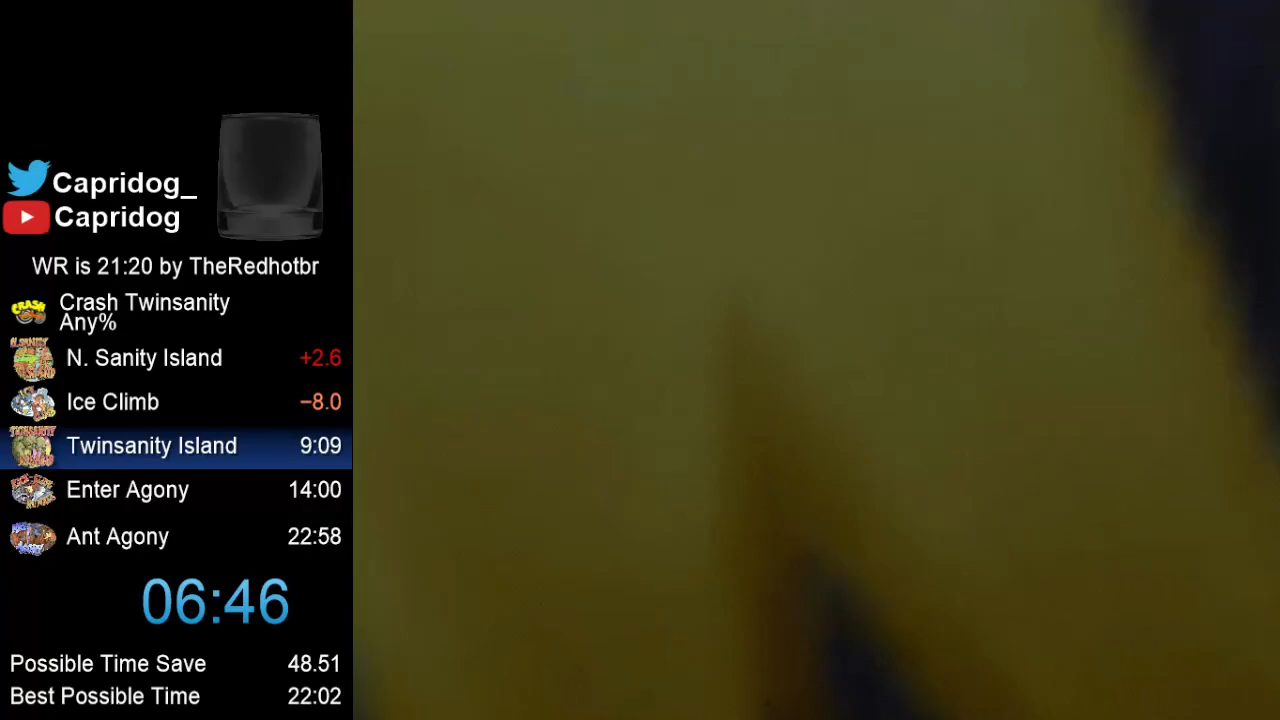 Capridog_
Capridog
WR is 21:20 by TheRedhotbr
CRASH
Crash Twinsanity
Any%
N. Sanity Island +2.6
Ice Climb −8.0
Twinsanity Island 9:09
Enter Agony 14:00
Ant Agony 22:58
06:46
Possible Time Save 48.51
Best Possible Time 22:02